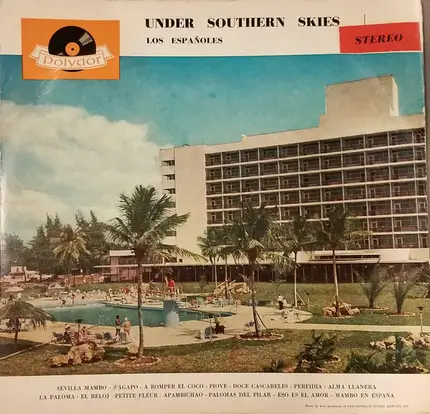 UNDER SOUTHERN SKIES
LOS ESPAÑOLES
STEREO
Polydor
SEVILLA MAMBO - S'AGAPO - A ROMPER EL COCO - PIOVE - DOCE CASCABELES - PERFIDIA - ALMA LLANERA
LA PALOMA - EL RELOJ - PETITE FLEUR - APAMBICHAO - PALOMAS DEL PILAR - ESO ES EL AMOR - MAMBO EN ESPAÑA